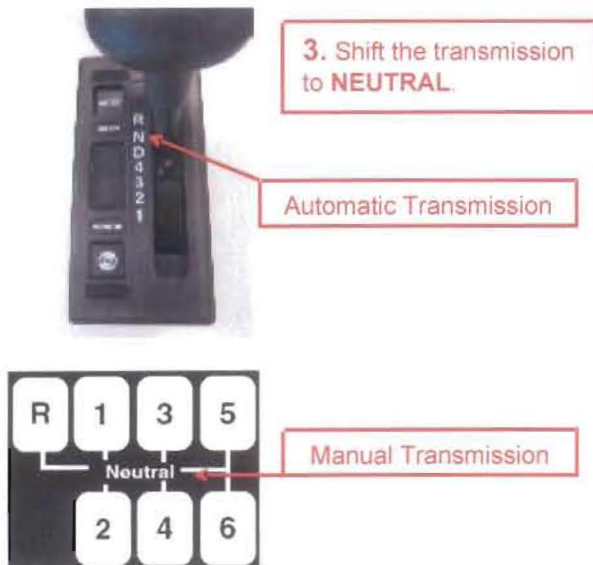 3. Shift the transmission
to NEUTRAL.
R
N
D
4
3
2
1
Automatic Transmission
R 1 3 5
Neutral
Manual Transmission
2 4 6